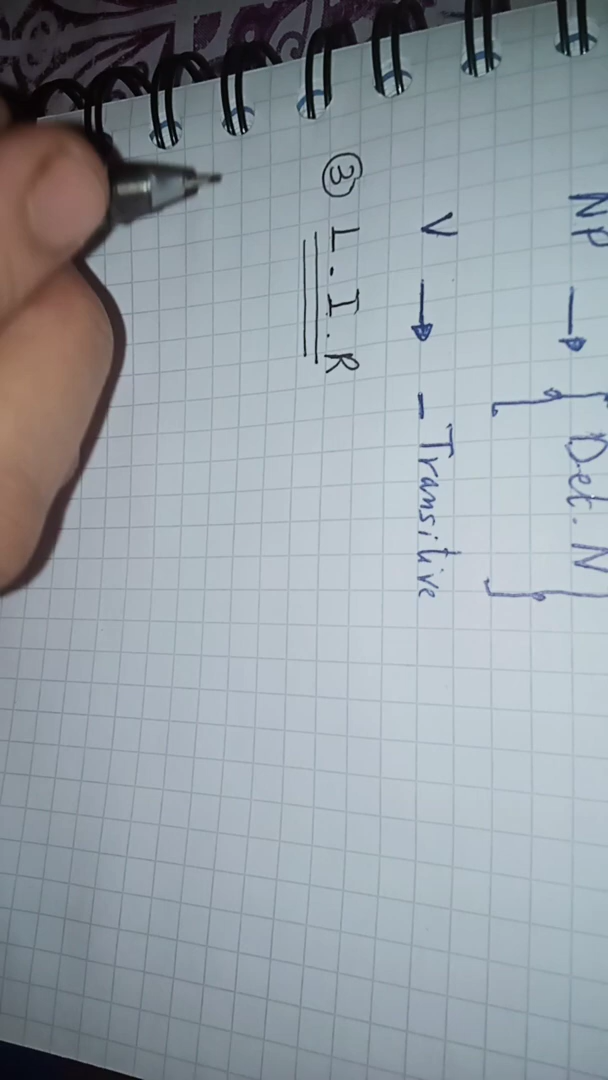 NP → { Det. N }
V → - Transitive
③ L.I.R